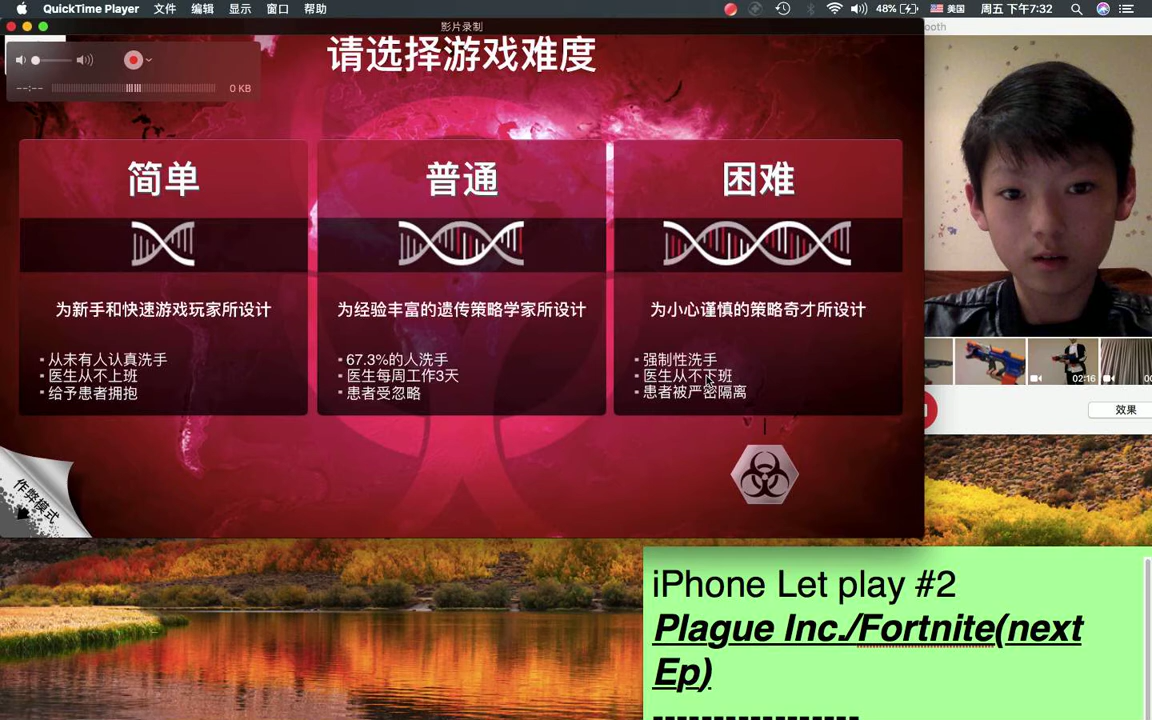 QuickTime Player 文件 编辑 显示 窗口 帮助 48% 美国 周五 下午7:32
影片录制
ooth
--:-- 0 KB
请选择游戏难度
简单
为新手和快速游戏玩家所设计
从未有人认真洗手
医生从不上班
给予患者拥抱
普通
为经验丰富的遗传策略学家所设计
67.3%的人洗手
医生每周工作3天
患者受忽略
困难
为小心谨慎的策略奇才所设计
强制性洗手
医生从不下班
患者被严密隔离
作弊模式
02:16
00
效果
iPhone Let play #2
Plague Inc./Fortnite(next
Ep)
-----------------